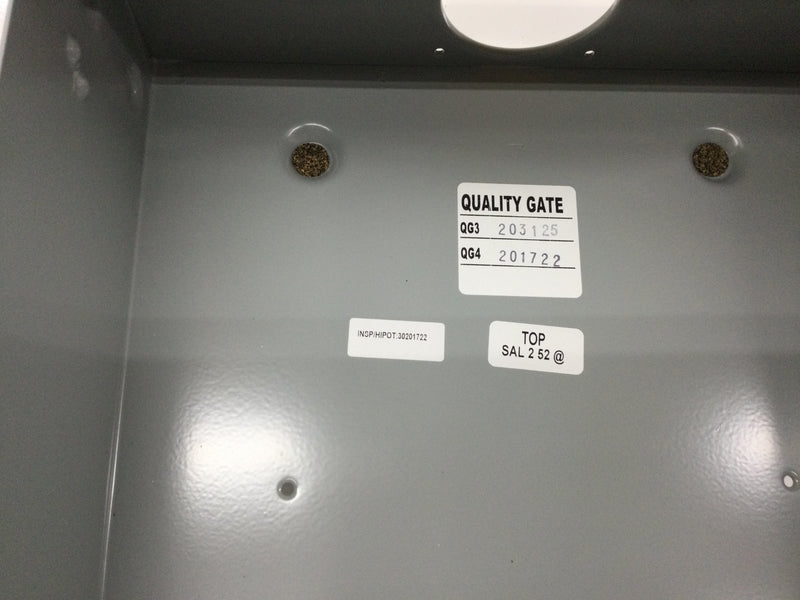 QUALITY GATE
QG3 203125
QG4 201722
INSP/HIPOT:30201722
TOP
SAL 2 52 @